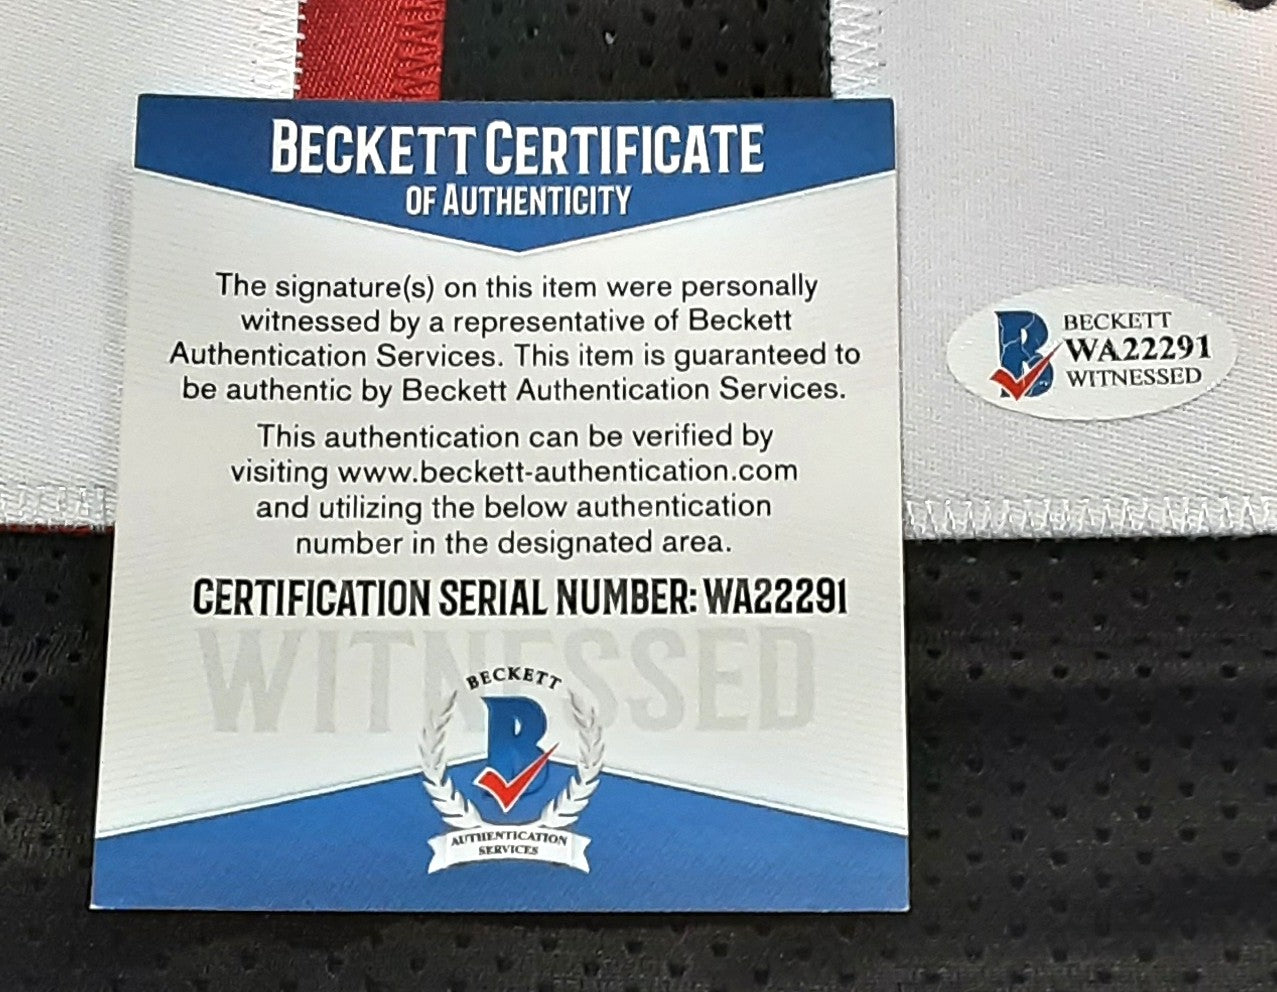 BECKETT CERTIFICATE
OF AUTHENTICITY
The signature(s) on this item were personally
witnessed by a representative of Beckett
Authentication Services. This item is guaranteed to
be authentic by Beckett Authentication Services.
This authentication can be verified by
visiting www.beckett-authentication.com
and utilizing the below authentication
number in the designated area.
CERTIFICATION SERIAL NUMBER: WA22291
WITNESSED
BECKETT
B
AUTHENTICATION
SERVICES
B
BECKETT
WA22291
WITNESSED